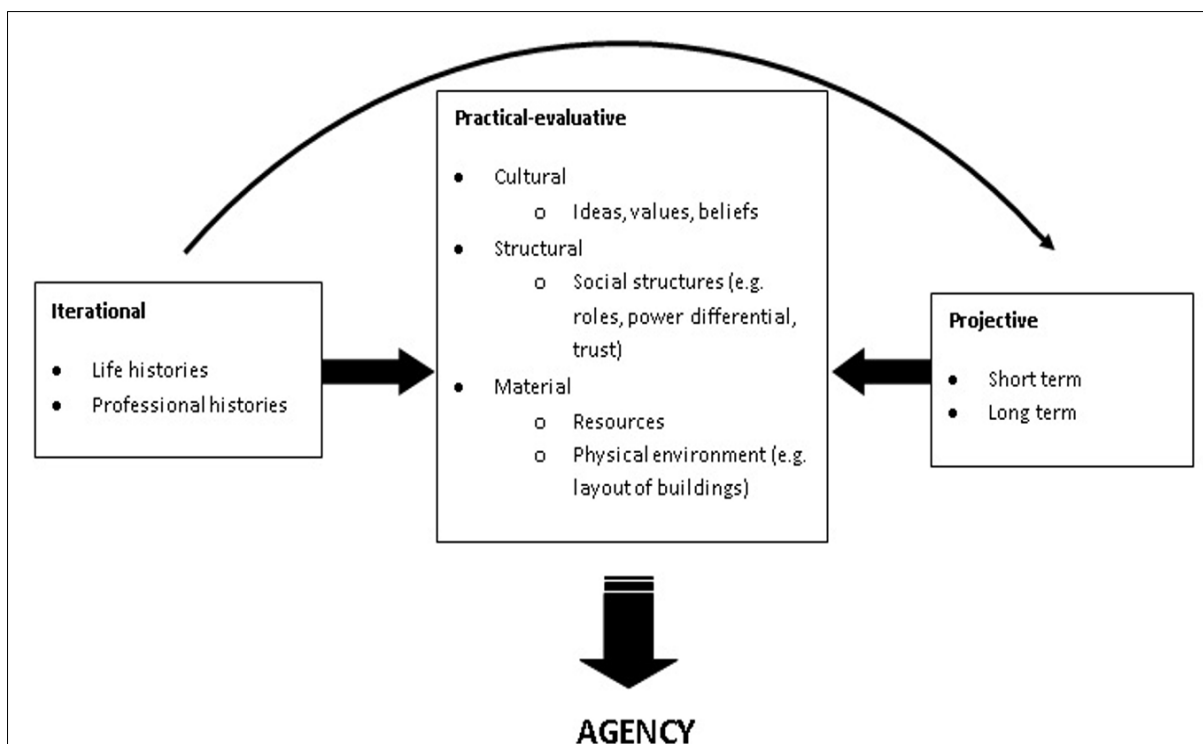 Practical-evaluative
• Cultural
o Ideas, values, beliefs
• Structural
o Social structures (e.g.
roles, power differential,
trust)
• Material
o Resources
o Physical environment (e.g.
layout of buildings)
Iterational
• Life histories
• Professional histories
Projective
• Short term
• Long term
AGENCY